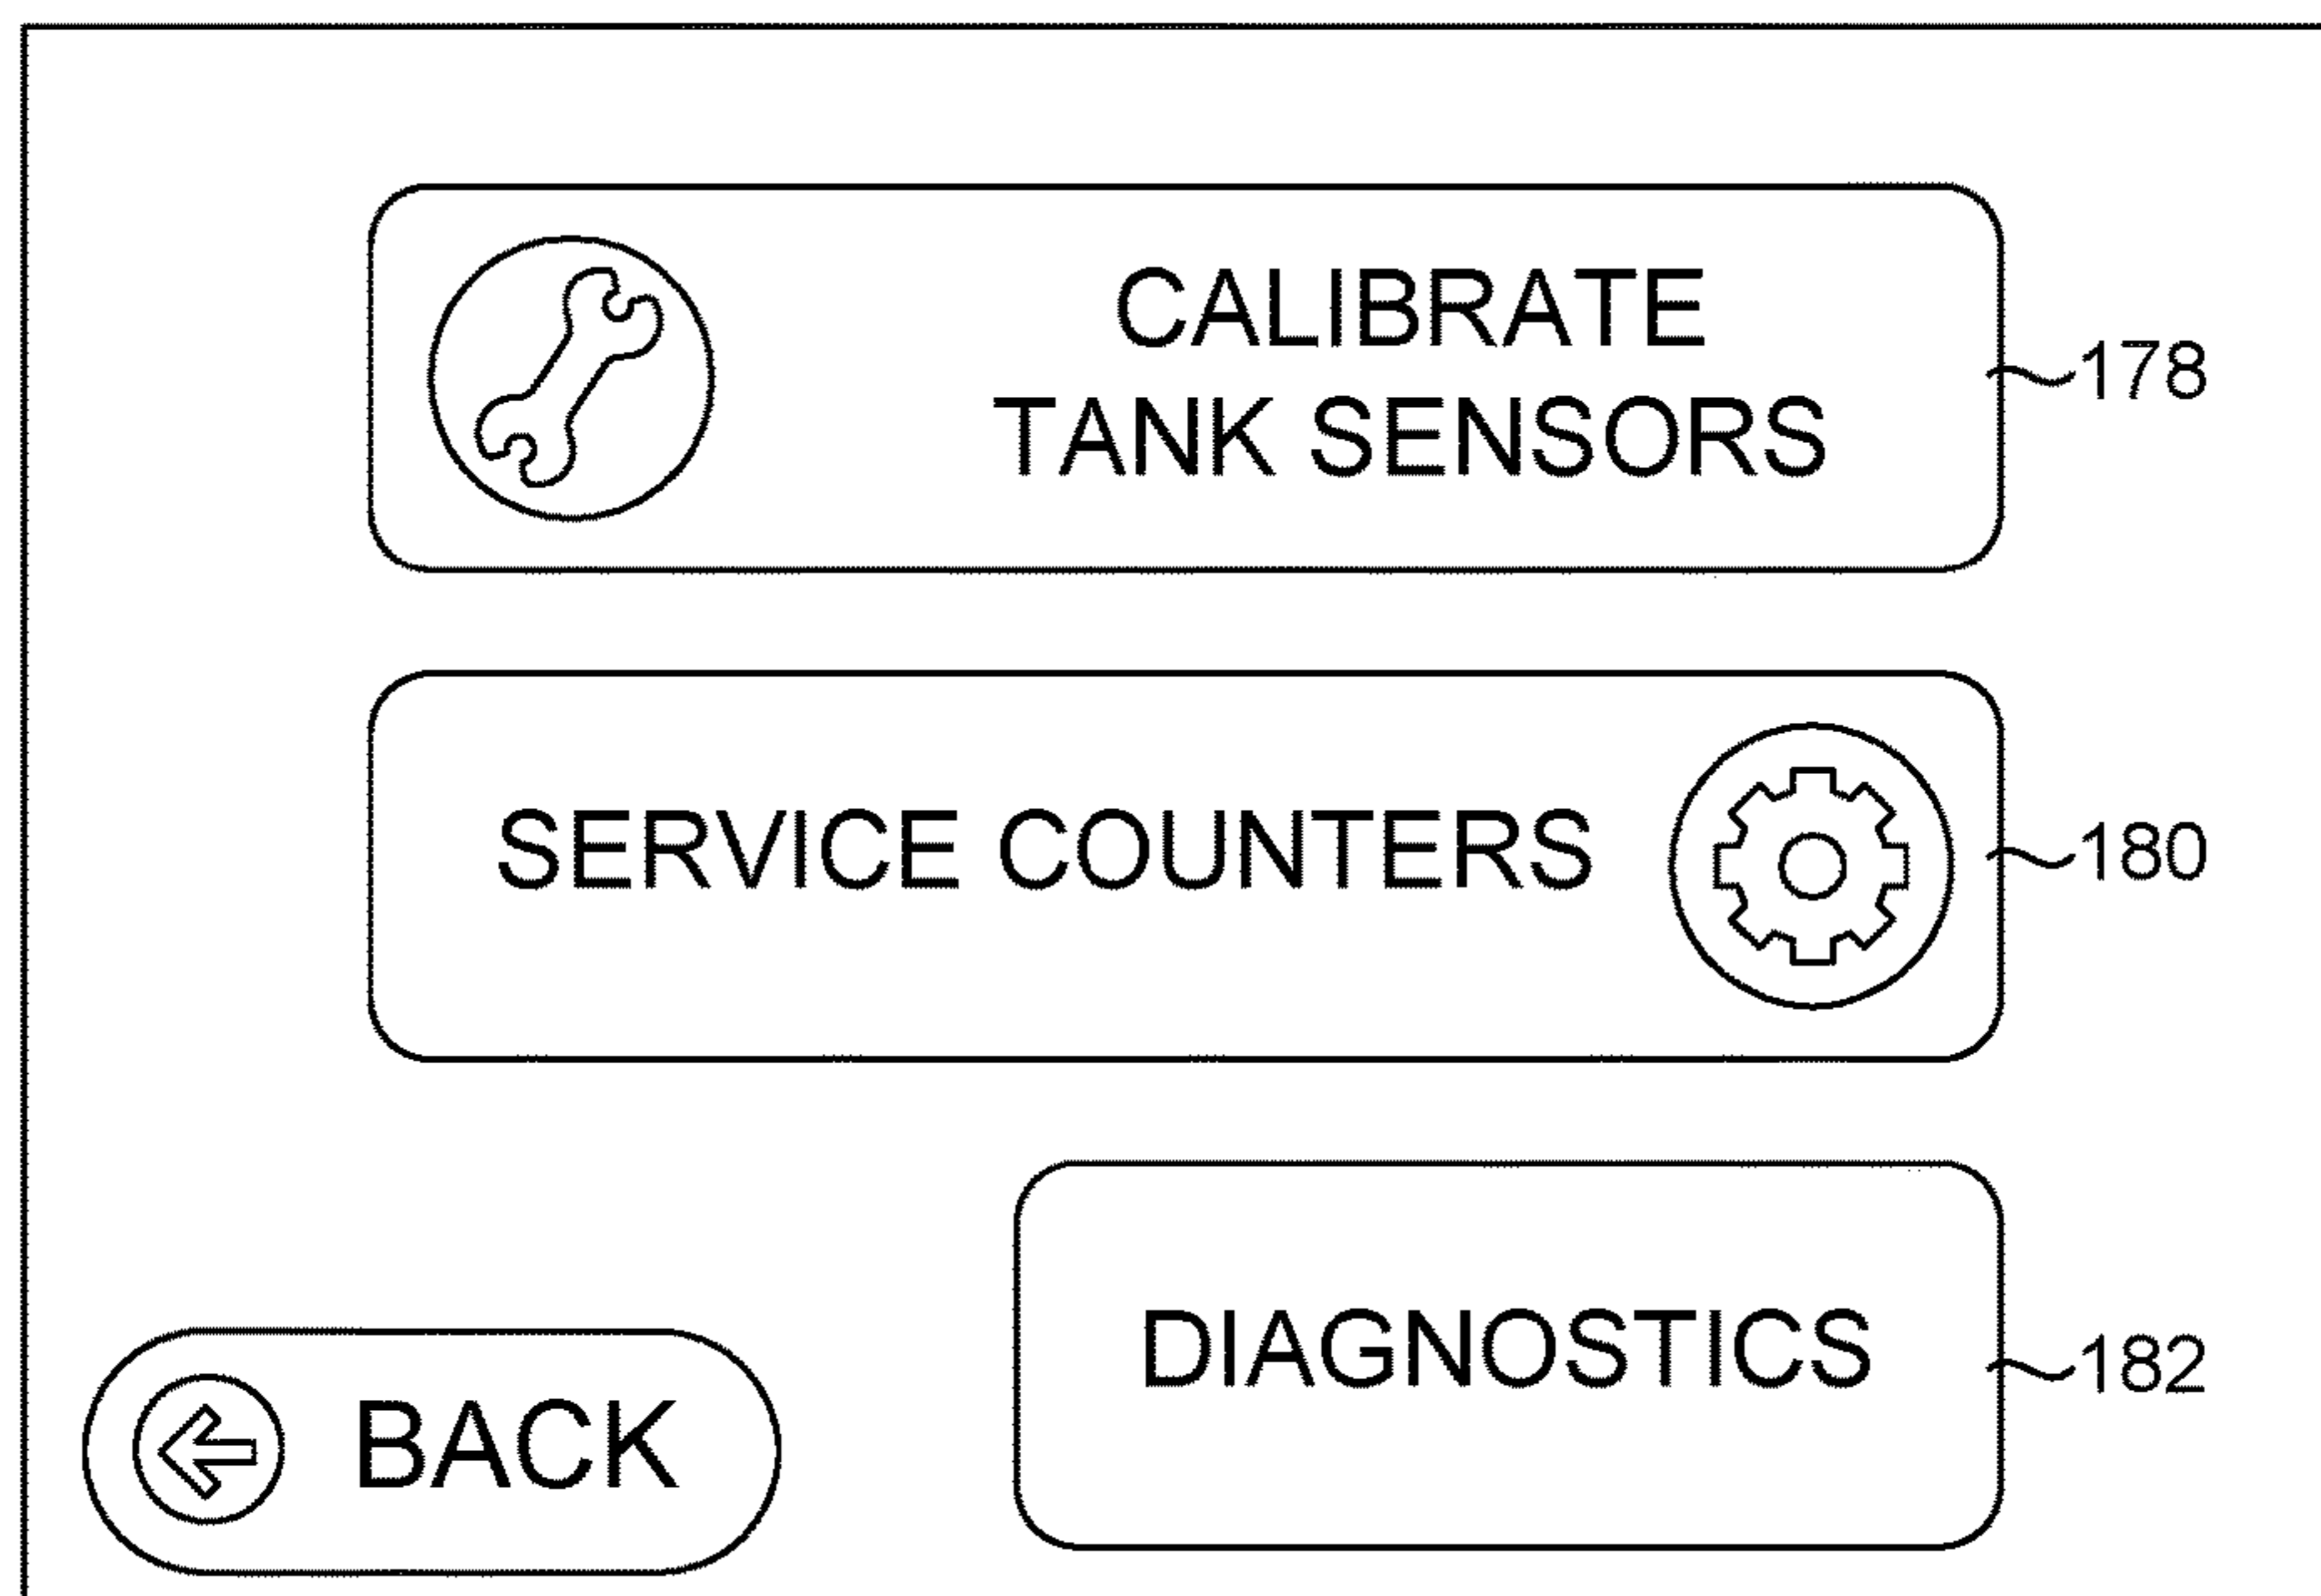 CALIBRATE
TANK SENSORS
178
SERVICE COUNTERS
180
DIAGNOSTICS
182
BACK